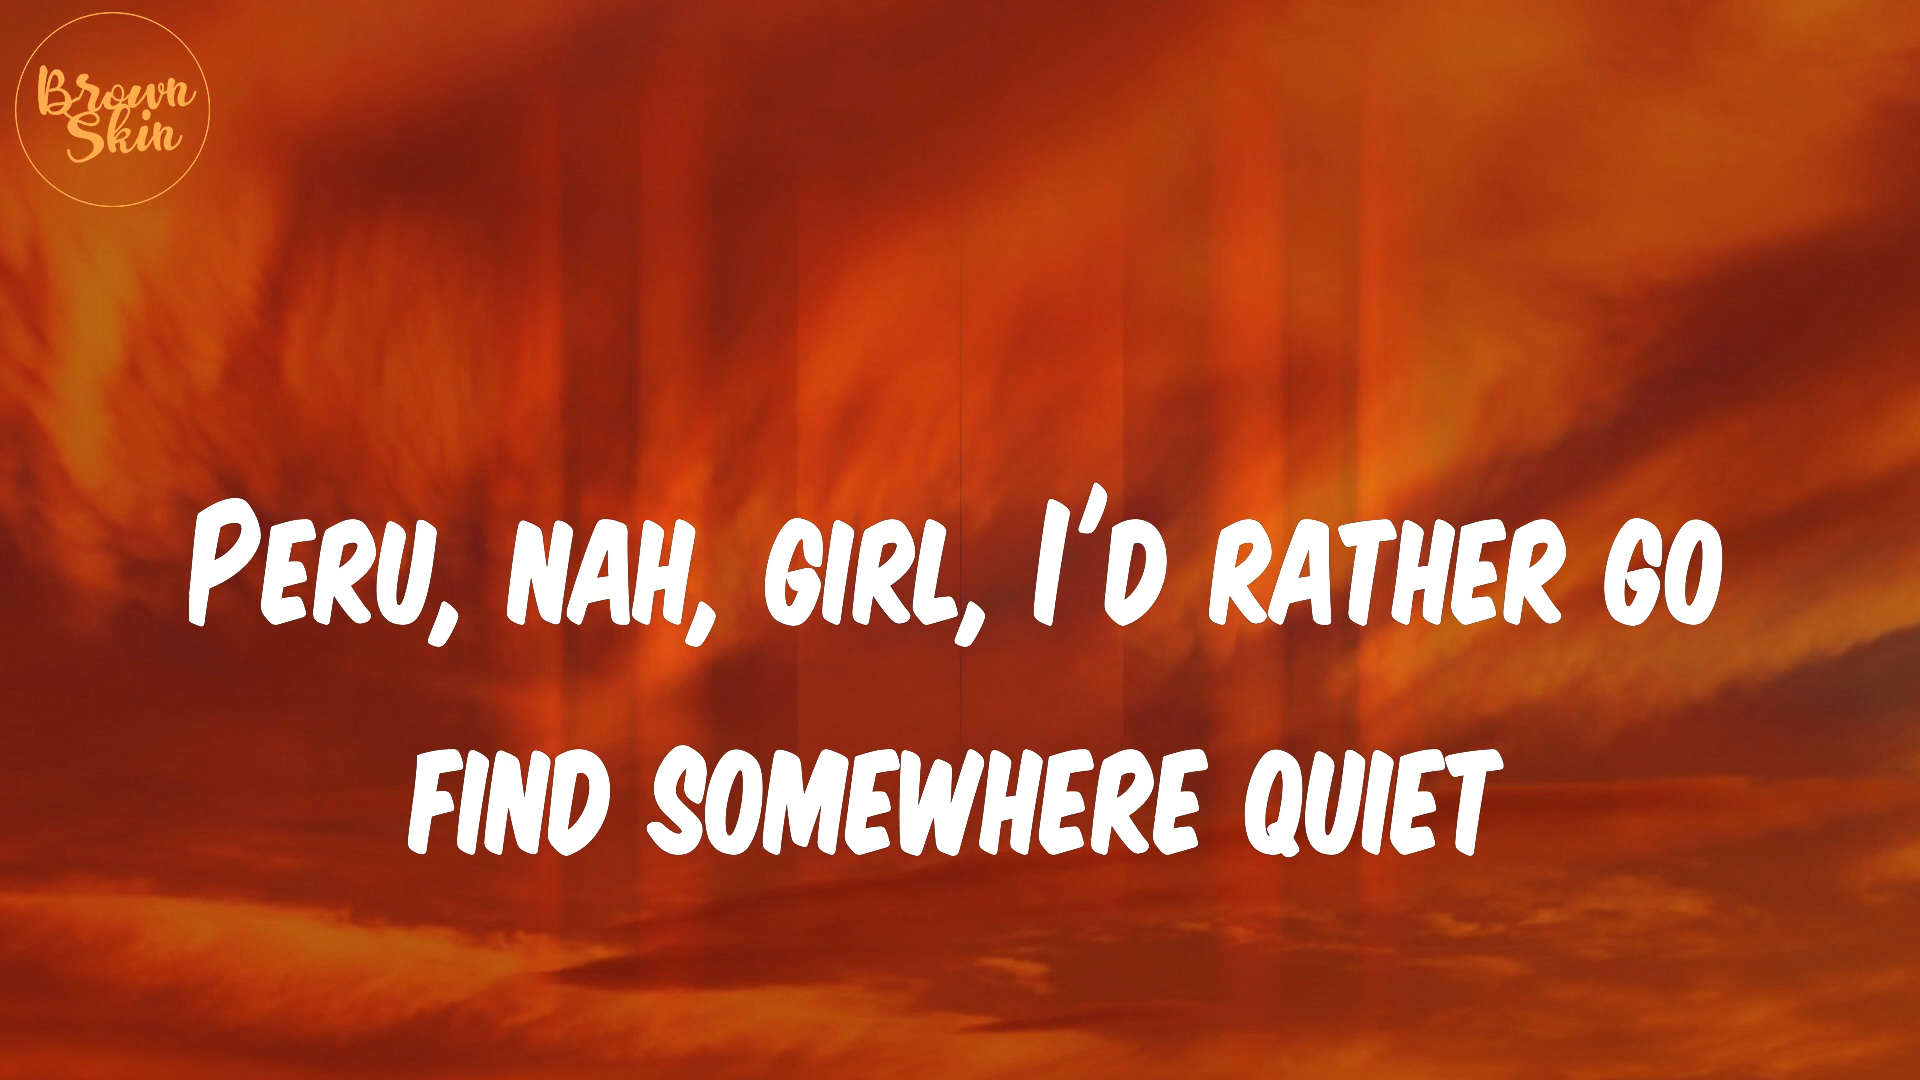 Brown
Skin
Peru, nah, girl, I'd rather go
find somewhere quiet